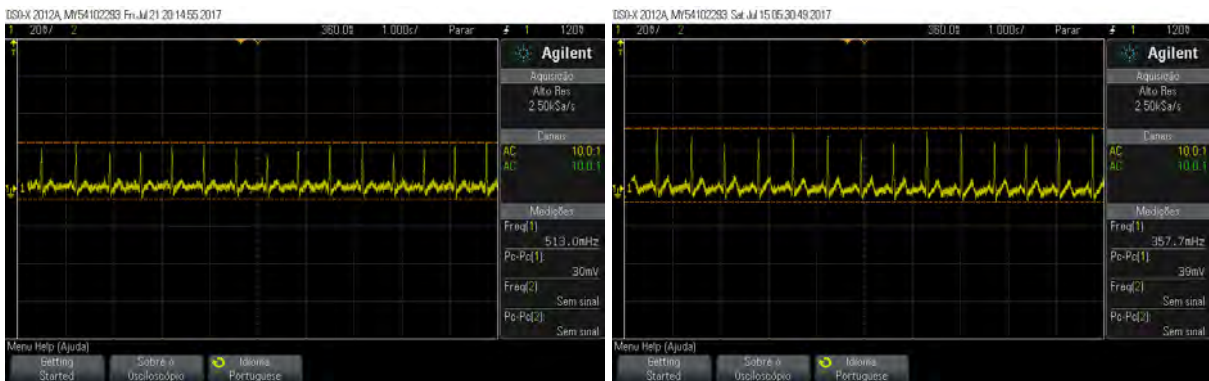 DSO-X 2012A, MY54102293: Fri Jul 21 20:14:55 2017
1 20V/ 2 360.0s 1.000s/ Parar 1 120V
Agilent
Aquisição
Alto Res
2.50kSa/s
Canais
AC 10.0:1
AC 10.0:1
Medições
Freq(1):
513.0mHz
Pc-Pc(1):
30mV
Freq(2):
Sem sinal
Pc-Pc(2):
Sem sinal
Menu Help (Ajuda)
Getting Started
Sobre o Osciloscópio
Idioma Portuguese
DSO-X 2012A, MY54102293: Sat Jul 15 05:30:49 2017
1 20V/ 2 360.0s 1.000s/ Parar 1 120V
Agilent
Aquisição
Alto Res
2.50kSa/s
Canais
AC 10.0:1
AC 10.0:1
Medições
Freq(1):
357.7mHz
Pc-Pc(1):
39mV
Freq(2):
Sem sinal
Pc-Pc(2):
Sem sinal
Menu Help (Ajuda)
Getting Started
Sobre o Osciloscópio
Idioma Portuguese